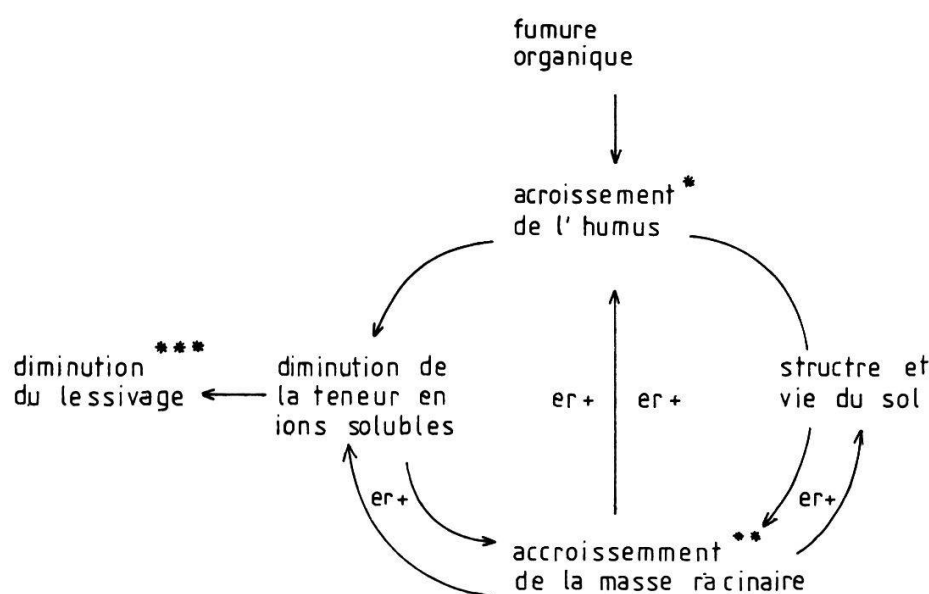 fumure
organique
acroissement *
de l' humus
diminution ***
du lessivage
diminution de
la teneur en
ions solubles
er+
er+
structre et
vie du sol
er+
er+
accroissemment **
de la masse racinaire